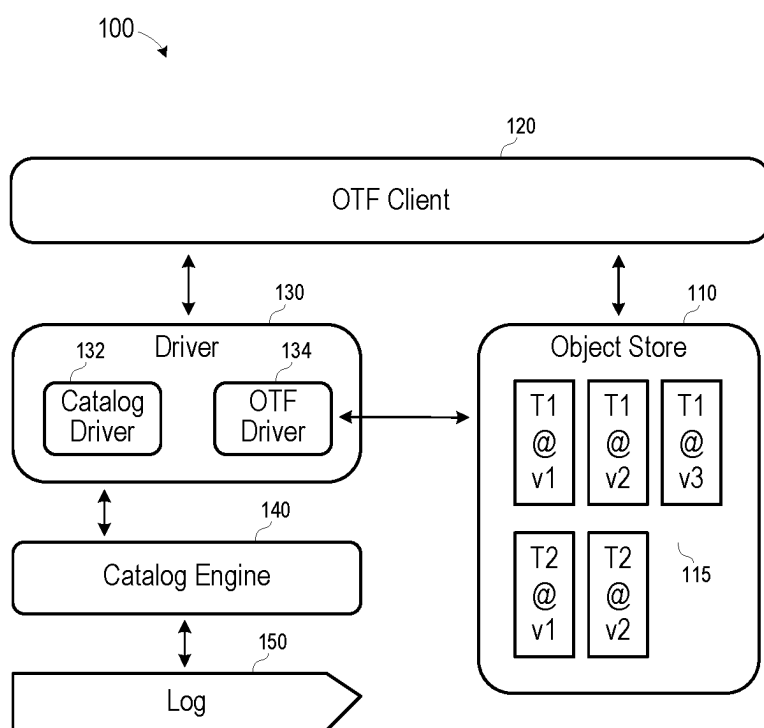 100
120
OTF Client
130
110
Driver
Object Store
132
134
Catalog
Driver
OTF
Driver
T1
@
v1
T1
@
v2
T1
@
v3
140
Catalog Engine
T2
@
v1
T2
@
v2
115
150
Log